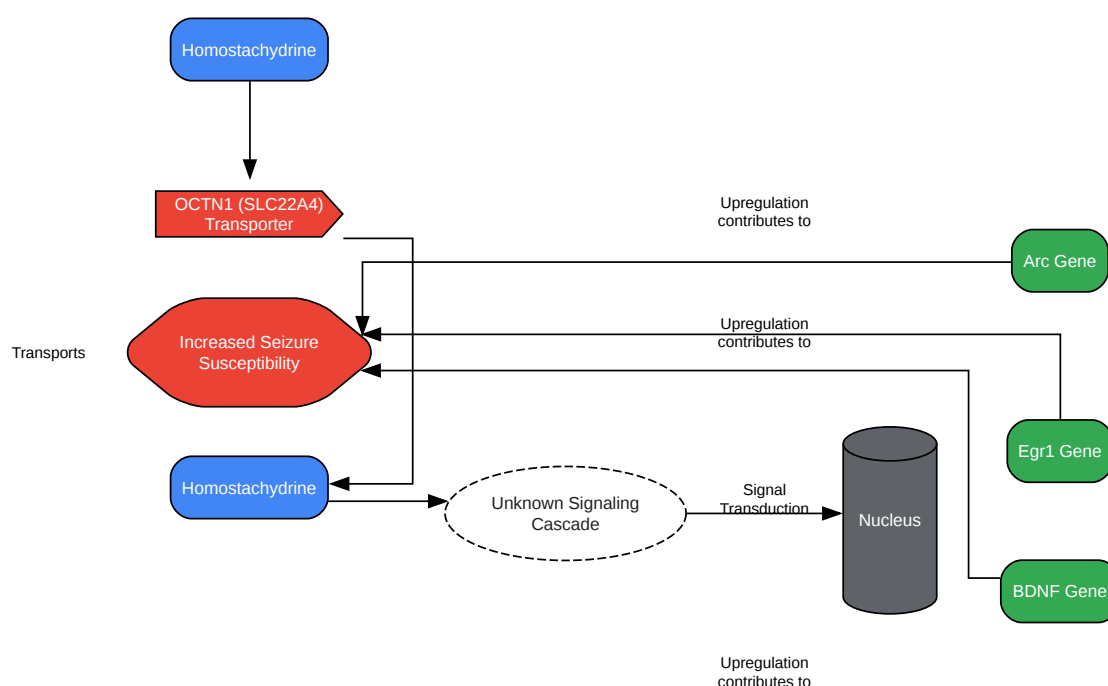 Homostachydrine
OCTN1 (SLC22A4)
Transporter
Upregulation
contributes to
Arc Gene
Increased Seizure
Susceptibility
Transports
Upregulation
contributes to
Egr1 Gene
Homostachydrine
Unknown Signaling
Cascade
Signal
Transduction
Nucleus
BDNF Gene
Upregulation
contributes to